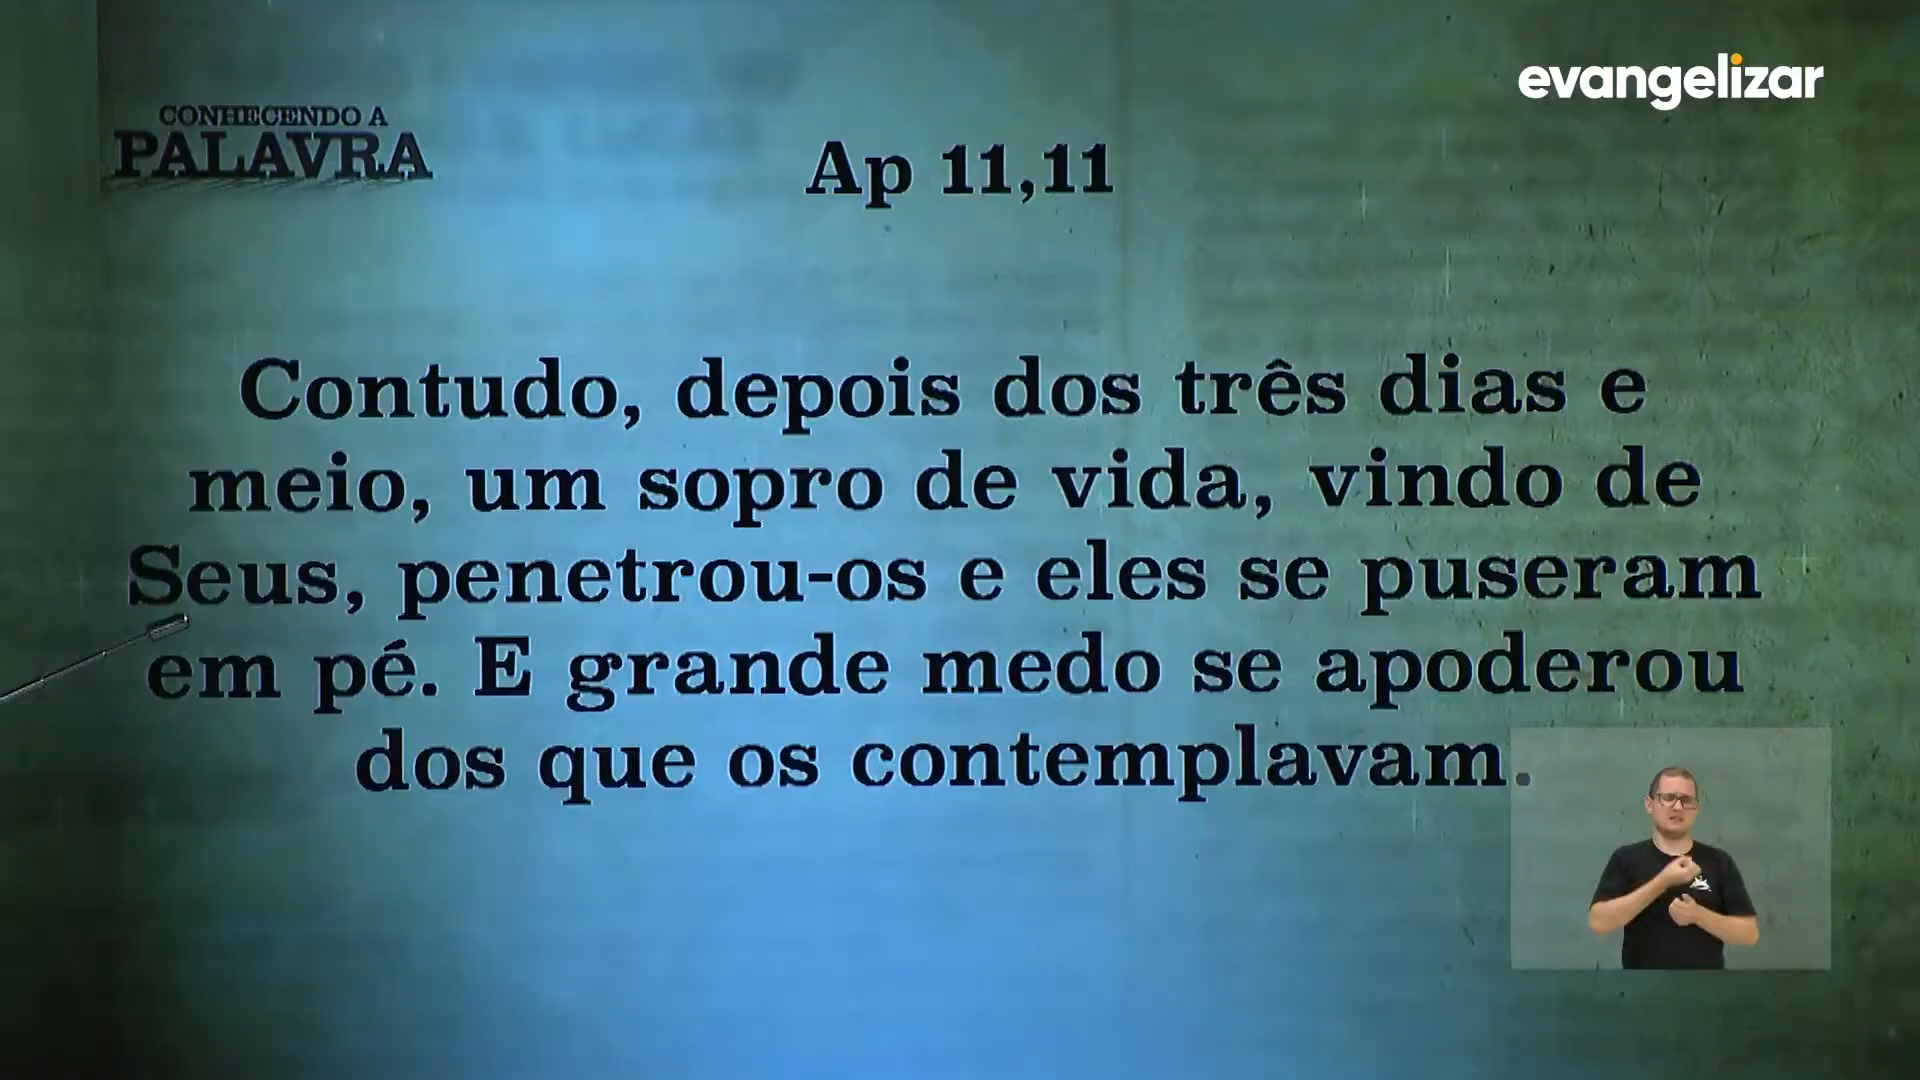 evangelizar
CONHECENDO A
PALAVRA
Ap 11,11
Contudo, depois dos três dias e
meio, um sopro de vida, vindo de
Seus, penetrou-os e eles se puseram
em pé. E grande medo se apoderou
dos que os contemplavam.